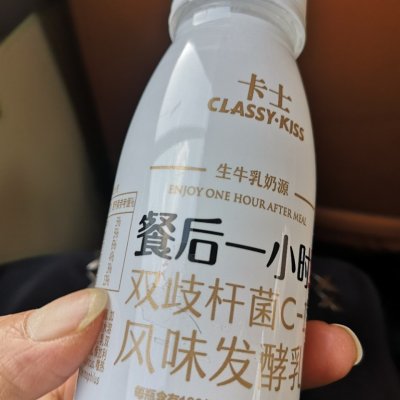 卡士
CLASSY·KISS
生牛乳奶源
ENJOY ONE HOUR AFTER MEAL
餐后一小时
双歧杆菌C-
风味发酵乳